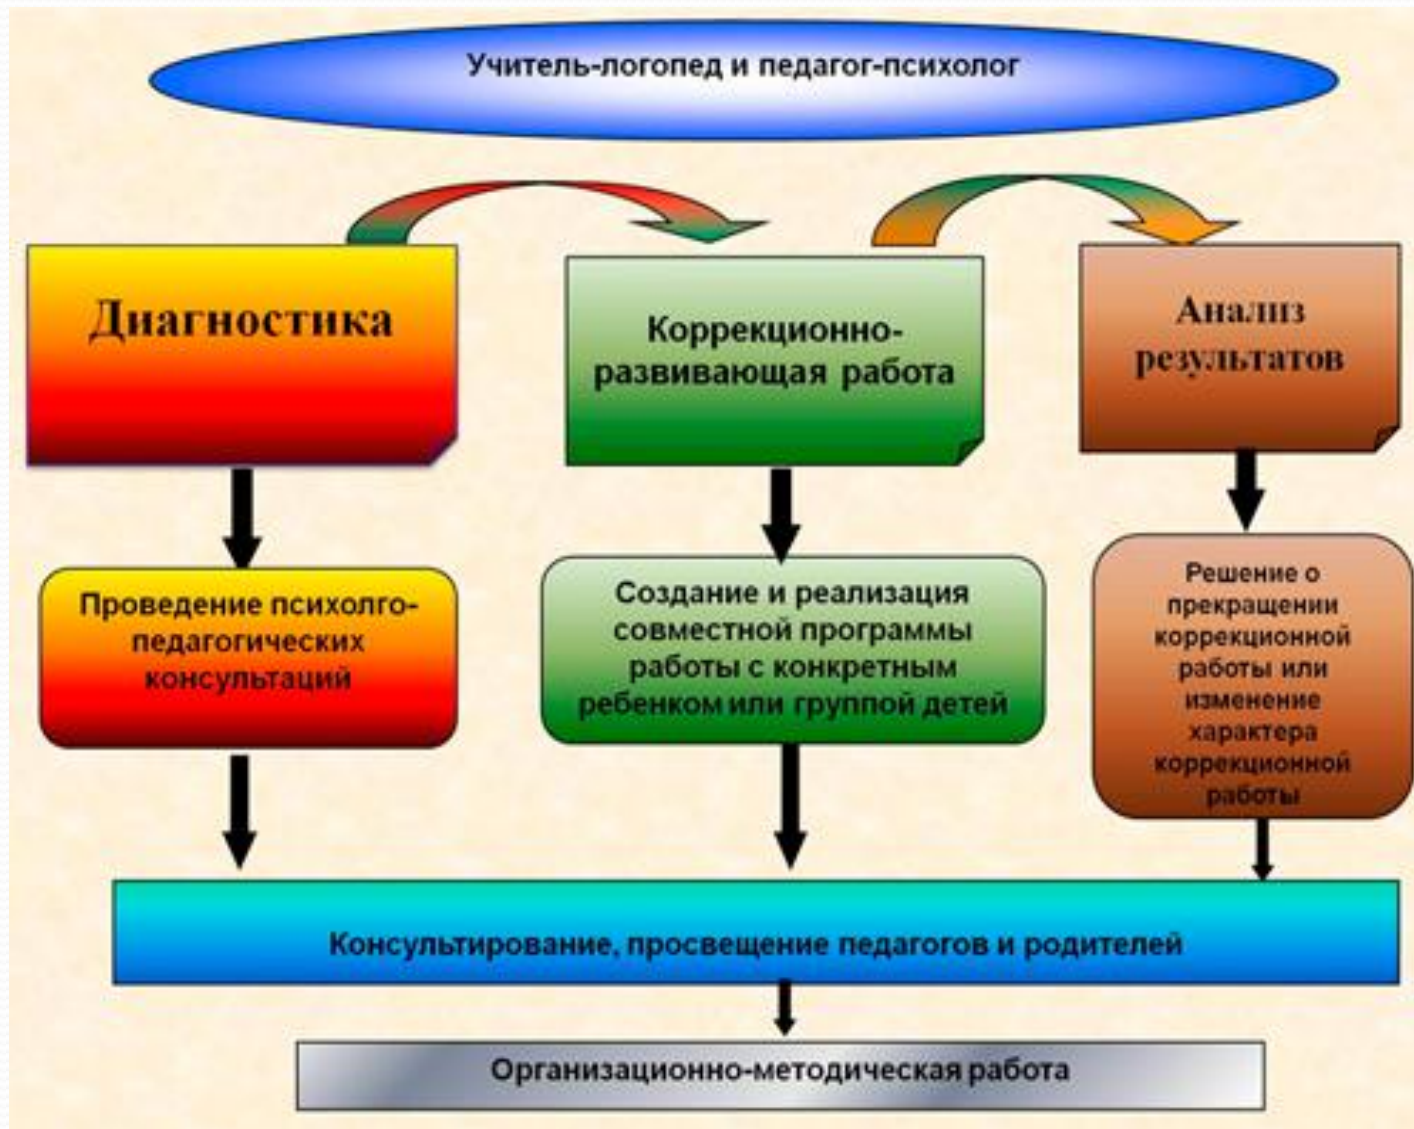 Учитель-логопед и педагог-психолог
Диагностика
Коррекционно-
развивающая работа
Анализ
результатов
Проведение психолго-
педагогических
консультаций
Создание и реализация
совместной программы
работы с конкретным
ребенком или группой детей
Решение о
прекращении
коррекционной
работы или
изменение
характера
коррекционной
работы
Консультирование, просвещение педагогов и родителей
Организационно-методическая работа